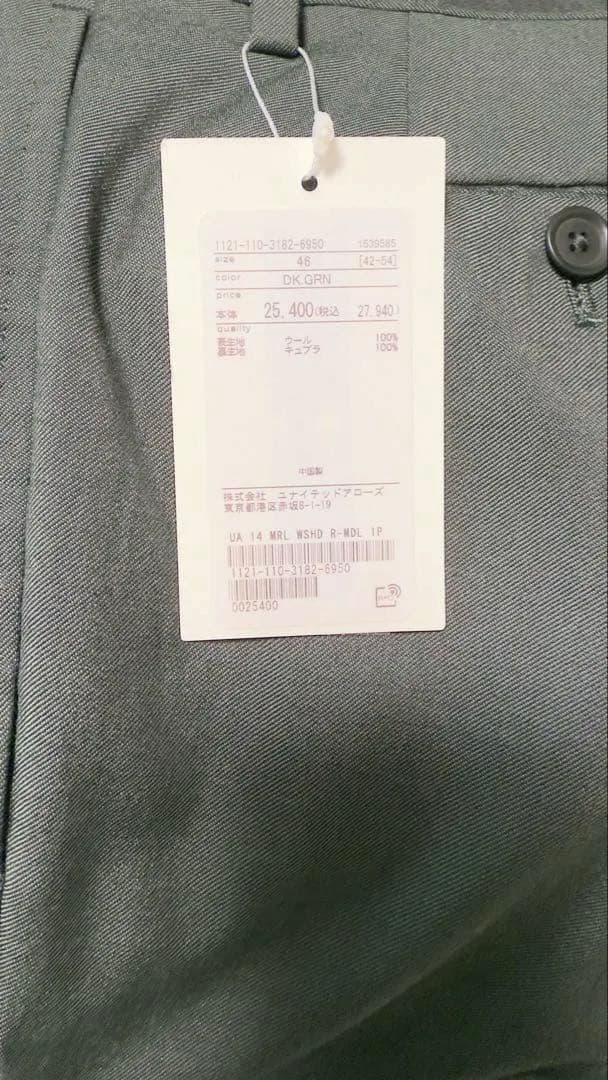 1121-110-3182-6950 1539585
size 46 [42-54]
color DK.GRN
price
本体 25,400(税込 27,940)
quality
表生地 ウール 100%
裏生地 キュプラ 100%
中国製
株式会社 ユナイテッドアローズ
東京都港区赤坂8-1-19
UA 14 MRL WSHD R-MDL 1P
1121-110-3182-6950
0025400